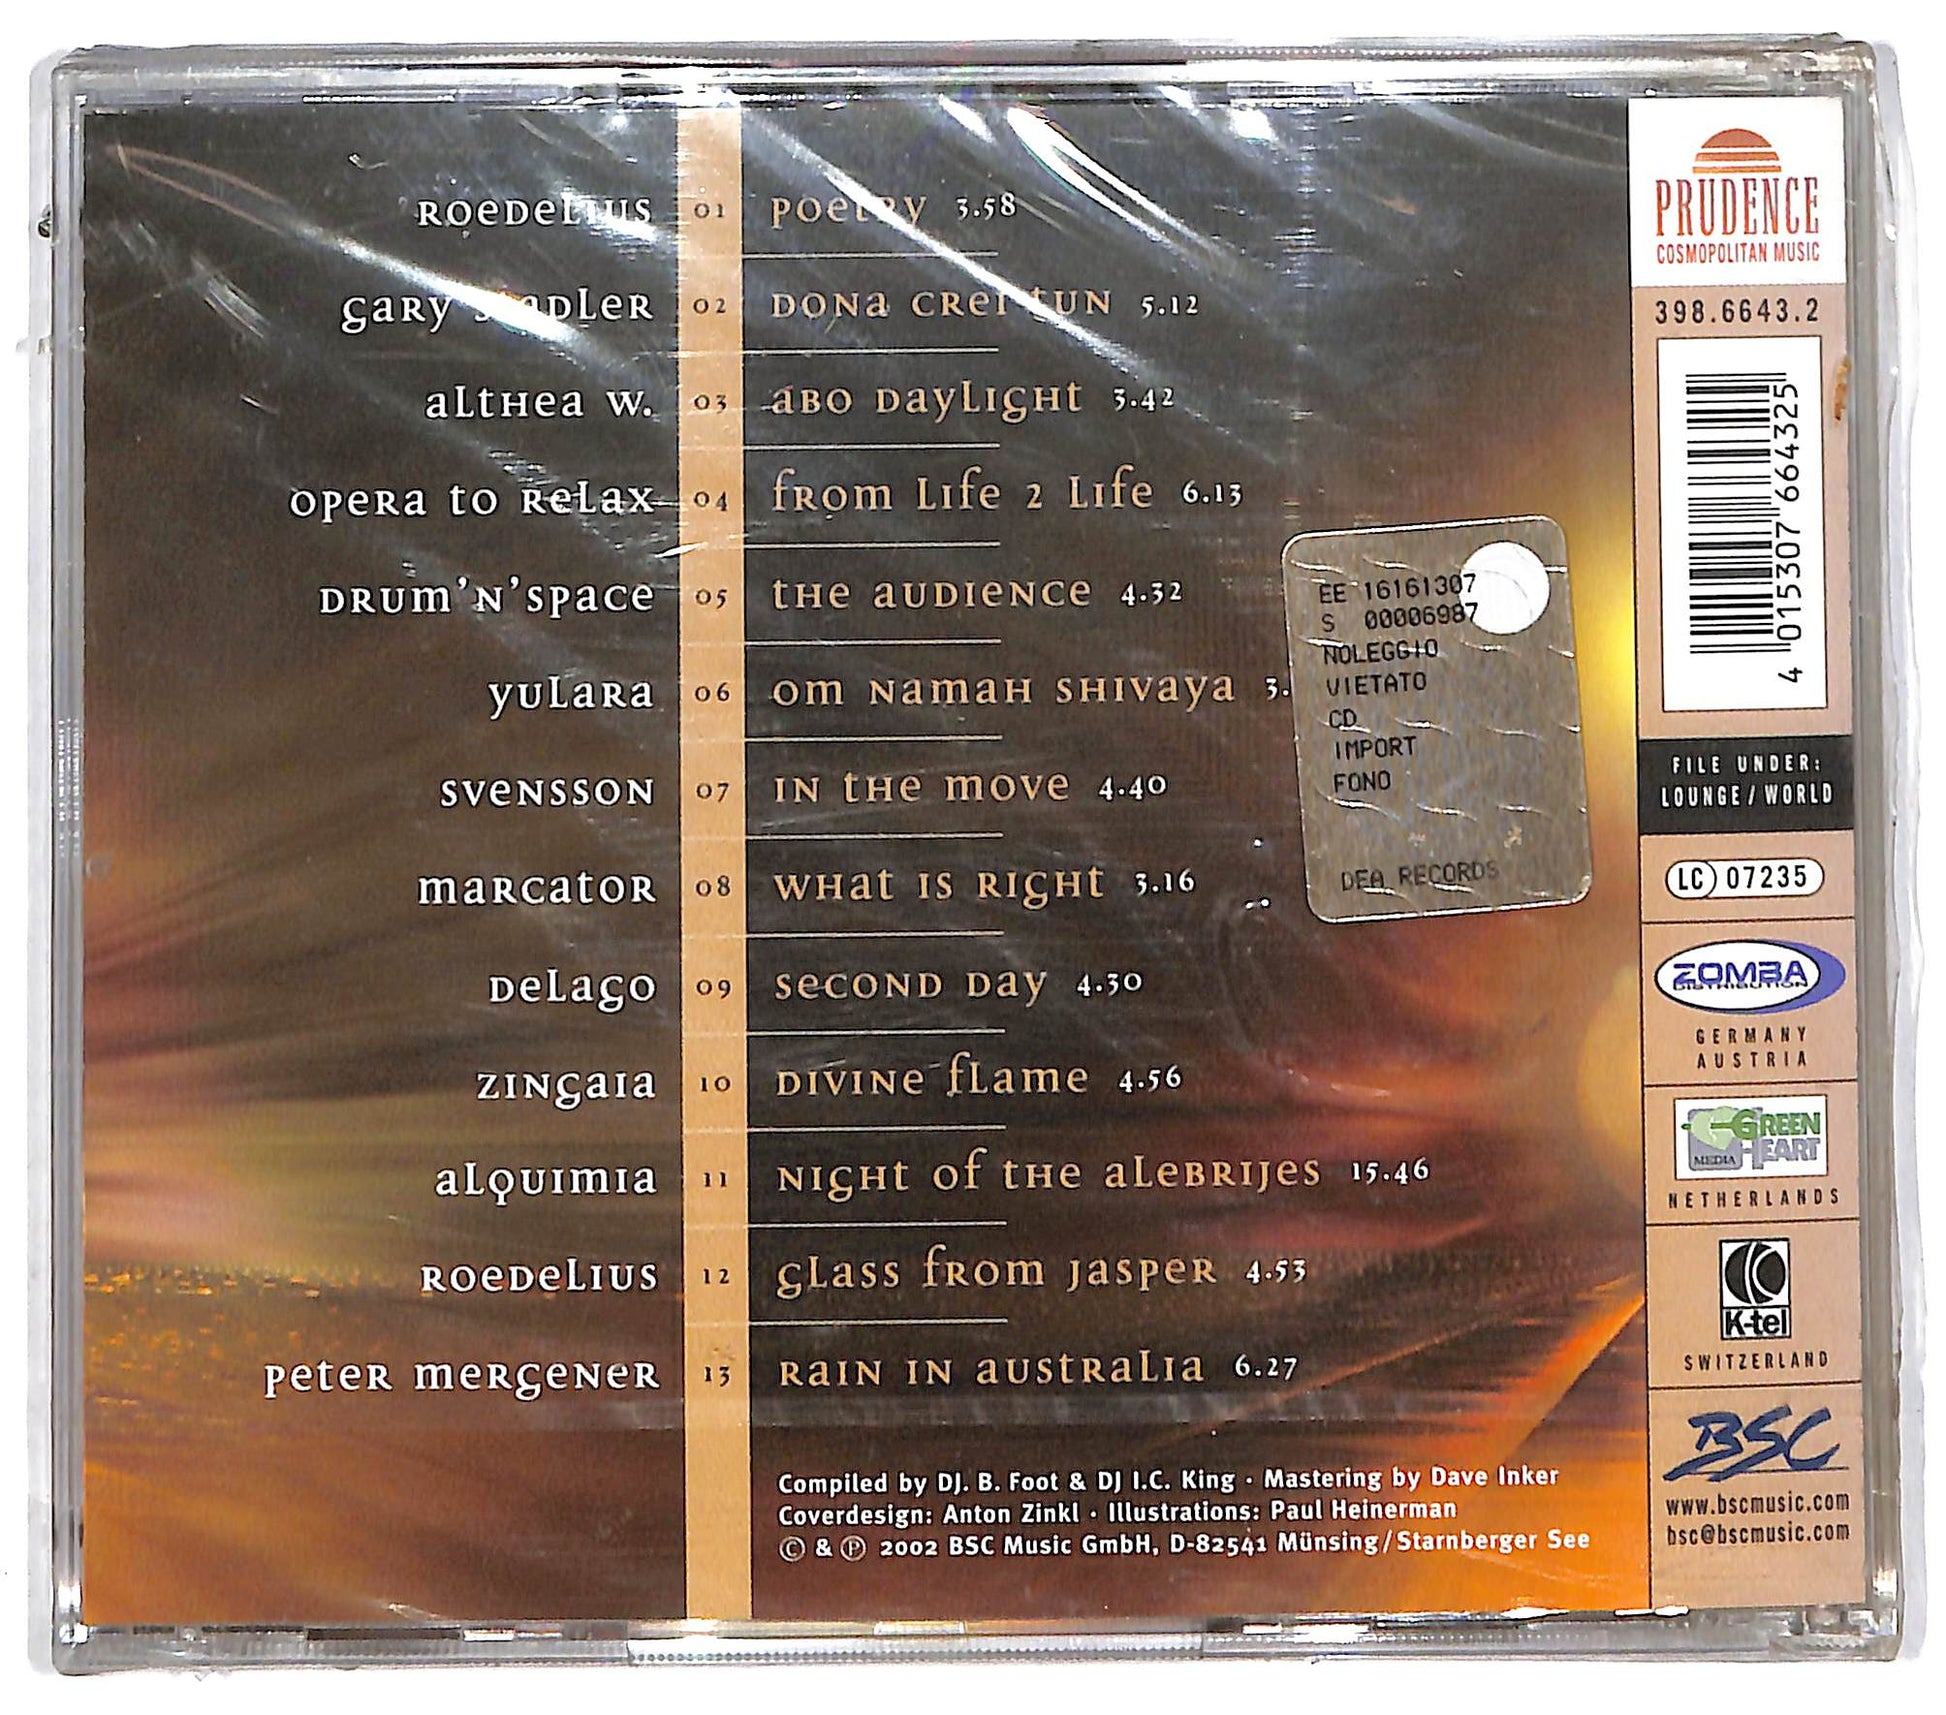 ROEDELIUS 01 POETRY 3.58
GARY 02 DONA 5.12
ALTHEA W. 03 ABO DAYLIGHT 3.42
OPERA TO RELAX 04 FROM LIFE 2 LIFE 6.13
DRUM'N'SPACE 05 THE AUDIENCE 4.32
YULARA 06 OM NAMAH SHIVAYA 3.
SVENSSON 07 IN THE MOVE 4.40
MARCATOR 08 WHAT IS RIGHT 3.16
DELAGO 09 SECOND DAY 4.30
ZINGAIA 10 DIVINE FLAME 4.56
ALQUIMIA 11 NIGHT OF THE ALEBRIJES 15.46
ROEDELIUS 12 GLASS FROM JASPER 4.53
PETER MERGENER 13 RAIN IN AUSTRALIA 6.27
Compiled by DJ. B. Foot & DJ I.C. King · Mastering by Dave Inker
Coverdesign: Anton Zinkl · Illustrations: Paul Heinerman
© & ℗ 2002 BSC Music GmbH, D-82541 Münsing/Starnberger See
EE 16161307
S 00006987
NOLEGGIO
VIETATO
CD
IMPORT
FONO
DEA RECORDS
PRUDENCE
COSMOPOLITAN MUSIC
398.6643.2
4 015307 664325
FILE UNDER:
LOUNGE/WORLD
LC 07235
ZOMBA
DISTRIBUTION
GERMANY
AUSTRIA
GREEN
HEART
MEDIA
NETHERLANDS
K-tel
SWITZERLAND
BSC
www.bscmusic.com
bsc@bscmusic.com